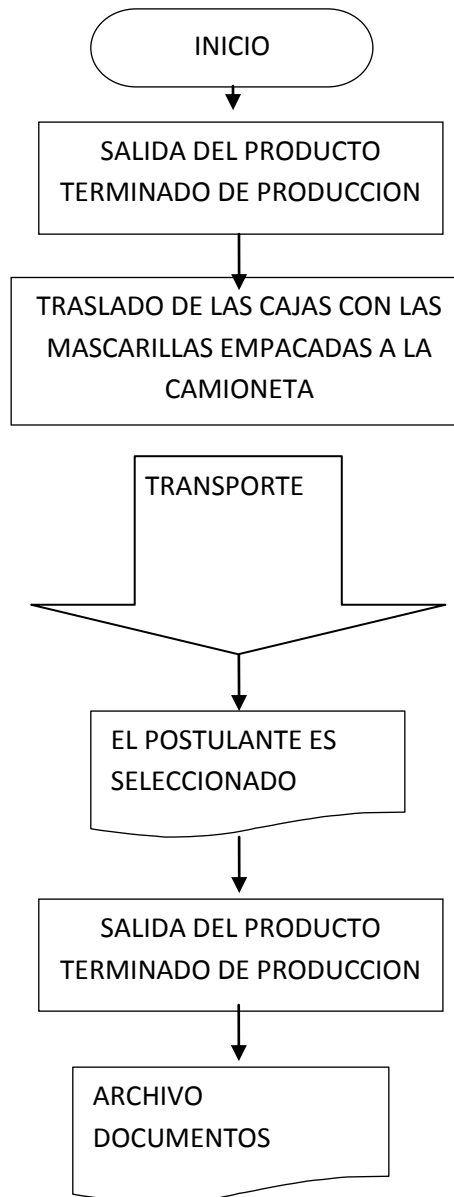 INICIO
SALIDA DEL PRODUCTO
TERMINADO DE PRODUCCION
TRASLADO DE LAS CAJAS CON LAS
MASCARILLAS EMPACADAS A LA
CAMIONETA
TRANSPORTE
EL POSTULANTE ES
SELECCIONADO
SALIDA DEL PRODUCTO
TERMINADO DE PRODUCCION
ARCHIVO
DOCUMENTOS